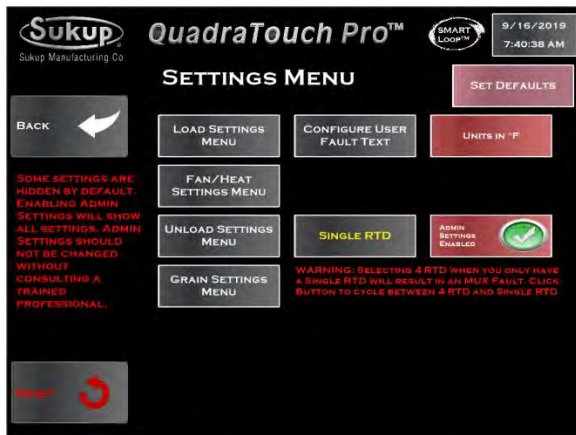 Sukup
Sukup Manufacturing Co.
QuadraTouch Pro™
SMART
LOOP™
9/16/2019
7:40:38 AM
SETTINGS MENU
SET DEFAULTS
BACK
LOAD SETTINGS
MENU
CONFIGURE USER
FAULT TEXT
UNITS IN °F
SOME SETTINGS ARE
HIDDEN BY DEFAULT.
ENABLING ADMIN
SETTINGS WILL SHOW
ALL SETTINGS. ADMIN
SETTINGS SHOULD
NOT BE CHANGED
WITHOUT
CONSULTING A
TRAINED
PROFESSIONAL.
FAN/HEAT
SETTINGS MENU
UNLOAD SETTINGS
MENU
SINGLE RTD
ADMIN
SETTINGS
ENABLED
GRAIN SETTINGS
MENU
WARNING: SELECTING 4 RTD WHEN YOU ONLY HAVE
A SINGLE RTD WILL RESULT IN AN MUX FAULT. CLICK
BUTTON TO CYCLE BETWEEN 4 RTD AND SINGLE RTD
RESET